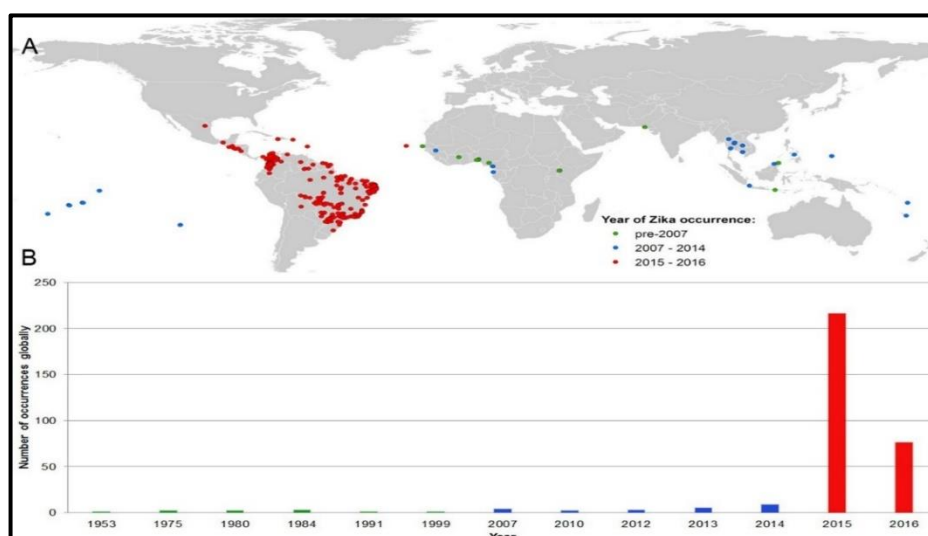 A
Year of Zika occurrence:
pre-2007
2007 - 2014
2015 - 2016
B
Number of occurrences globally
250
200
150
100
50
0
1953 1975 1980 1984 1991 1999 2007 2010 2012 2013 2014 2015 2016
Year